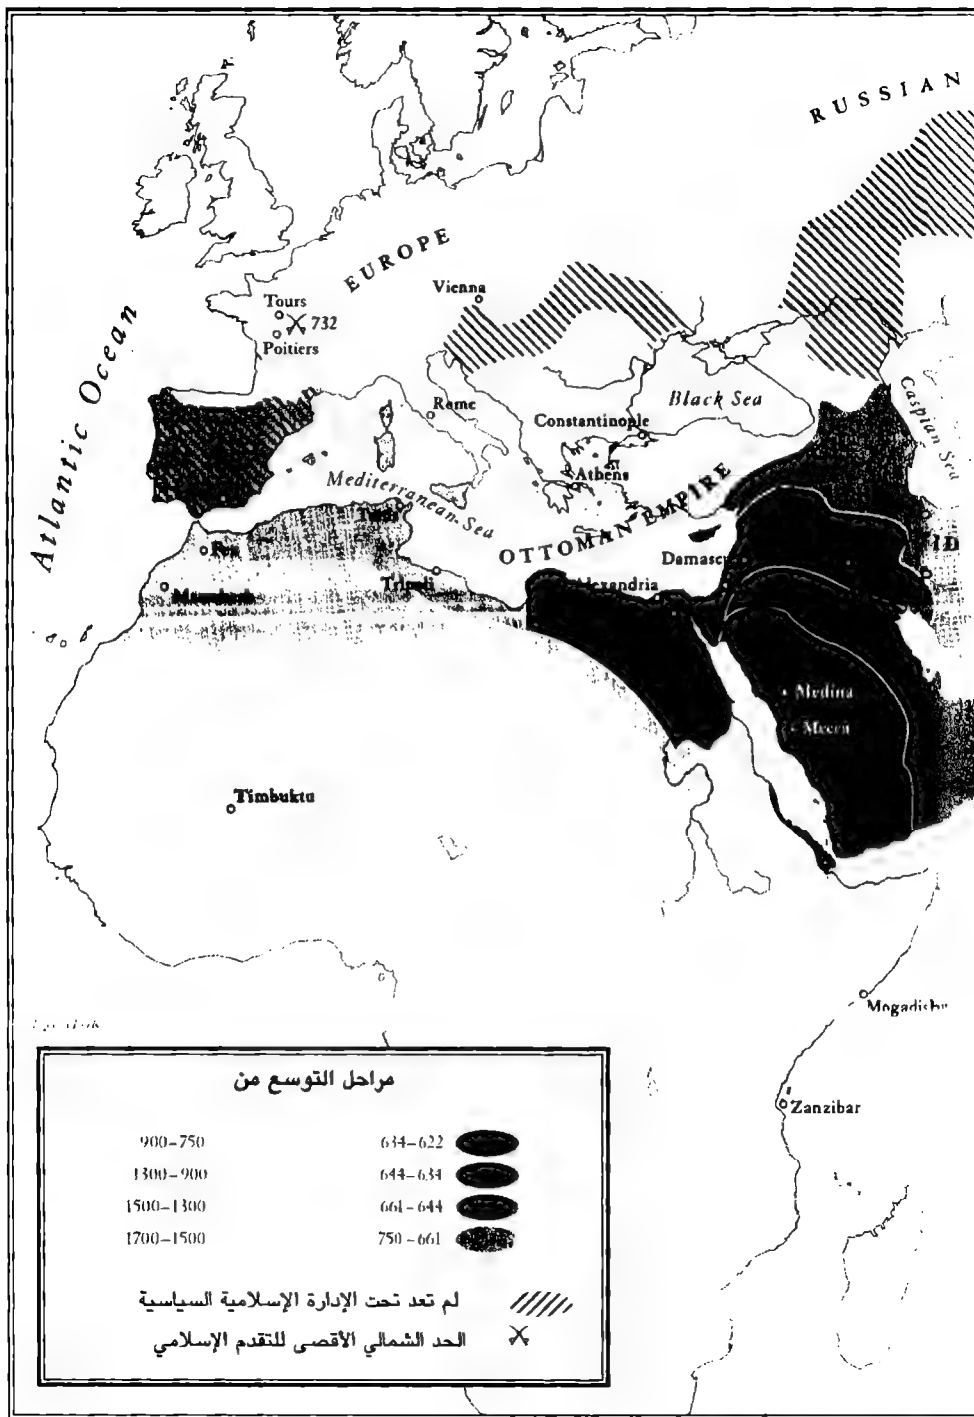 RUSSIAN
EUROPE
Vienna
Tours
732
Poitiers
Atlantic Ocean
Rome
Black Sea
Caspian Sea
Constantinople
Athens
Mediterranean Sea
Tunis
OTTOMAN EMPIRE
Fez
Damascu
Tripoli
Alexandria
Marrakesh
Medina
Mecca
Timbuktu
Mogadishu
Zanzibar
مراحل التوسع من
634–622
900–750
644–634
1300–900
661–644
1500–1300
750–661
1700–1500
لم تعد تحت الإدارة الإسلامية السياسية
الحد الشمالي الأقصى للتقدم الإسلامي